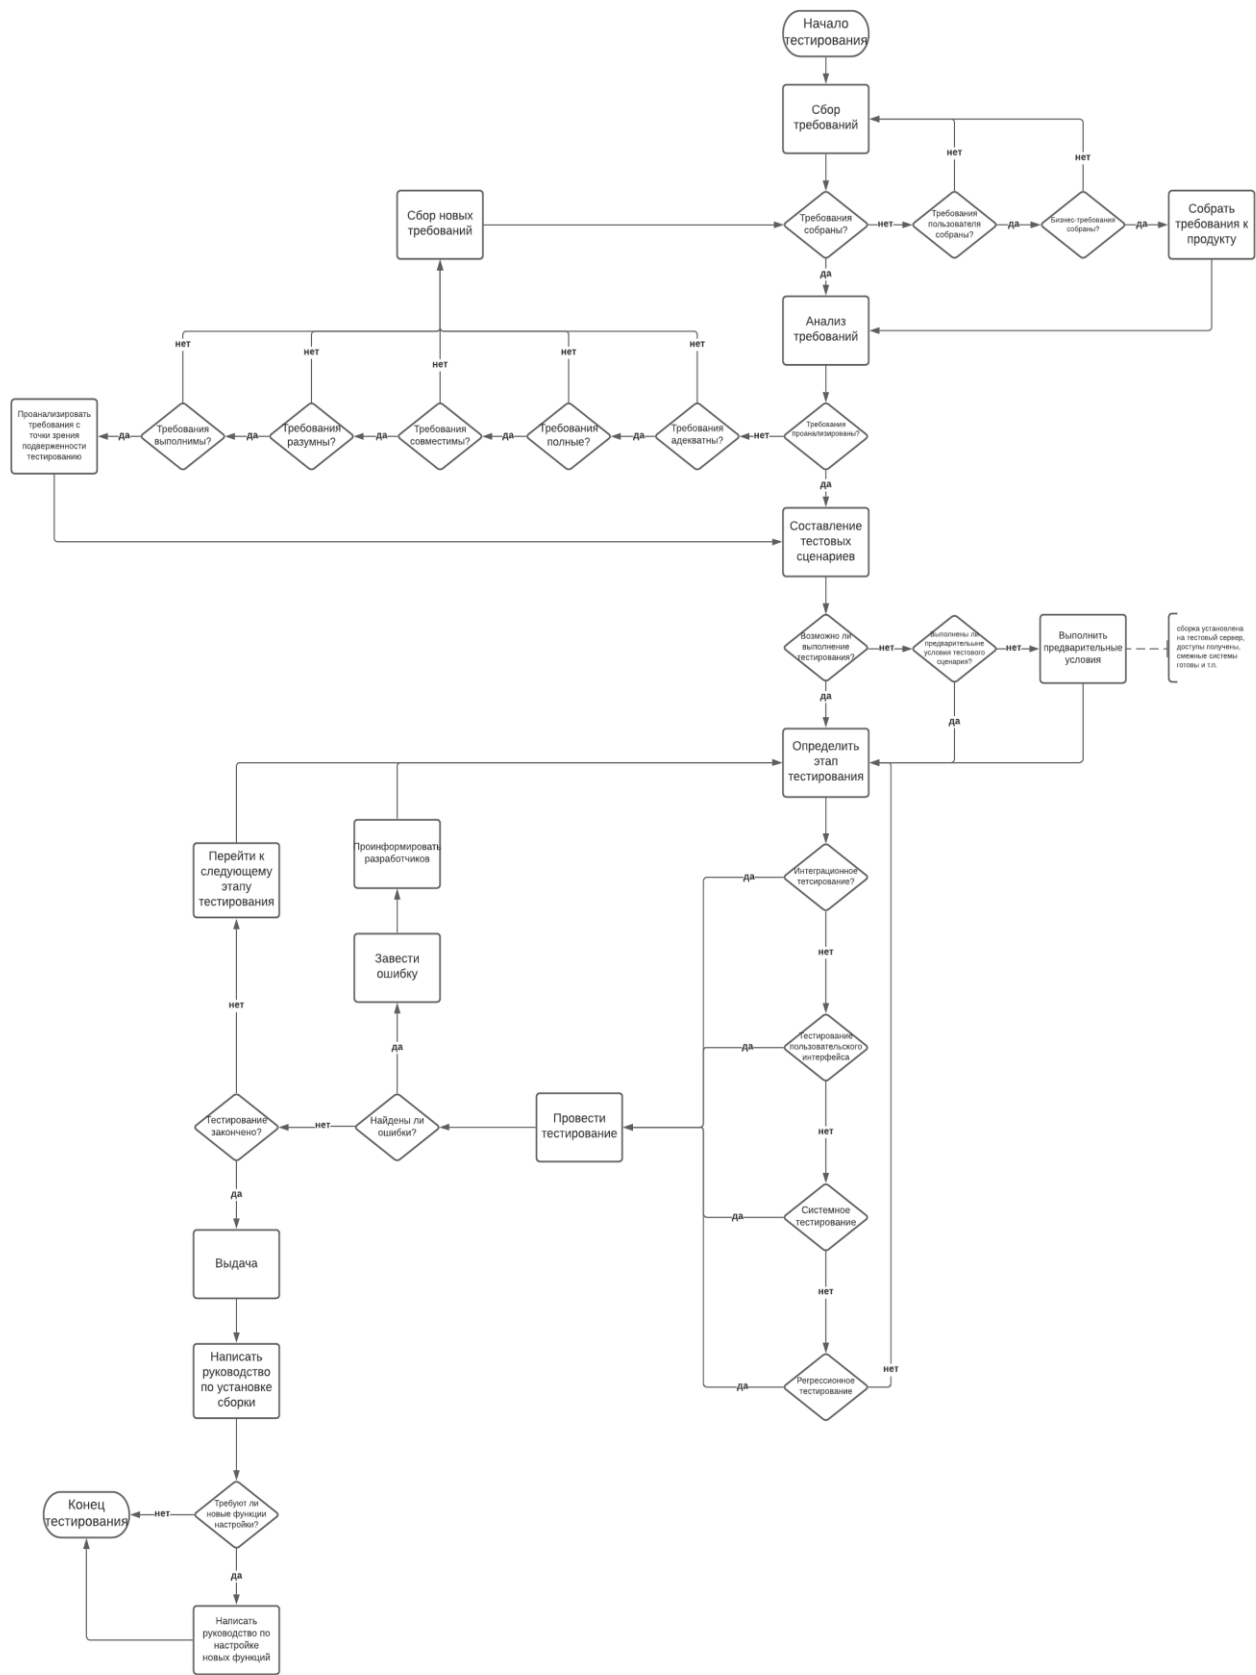 Начало
тестирования
Сбор
требований
нет
нет
Сбор новых
требований
Требования
собраны?
нет
Требования
пользователя
собраны?
да
Бизнес-требования
собраны?
да
Собрать
требования к
продукту
да
Анализ
требований
нет
нет
нет
нет
нет
Проанализировать
требования с
точки зрения
подверженности
тестированию
да
Требования
выполнимы?
да
Требования
разумны?
да
Требования
совместимы?
да
Требования
полные?
да
Требования
адекватны?
нет
Требования
проанализированы?
да
Составление
тестовых
сценариев
Возможно ли
выполнение
тестирования?
нет
Выполнены ли
предварительные
условия тестового
сценария?
нет
Выполнить
предварительные
условия
сборка установлена
на тестовый сервер,
доступы получены,
смежные системы
готовы и т.п.
да
да
Определить
этап
тестирования
Перейти к
следующему
этапу
тестирования
Проинформировать
разработчиков
да
Интеграционное
тетсирование?
нет
Завести
ошибку
нет
да
да
Тестирование
пользовательского
интерфейса
Тестирование
закончено?
нет
Найдены ли
ошибки?
Провести
тестирование
нет
да
да
Системное
тестирование
Выдача
нет
Написать
руководство
по установке
сборки
да
Регрессионное
тестирование
нет
Конец
тестирования
нет
Требуют ли
новые функции
настройки?
да
Написать
руководство по
настройке
новых функций